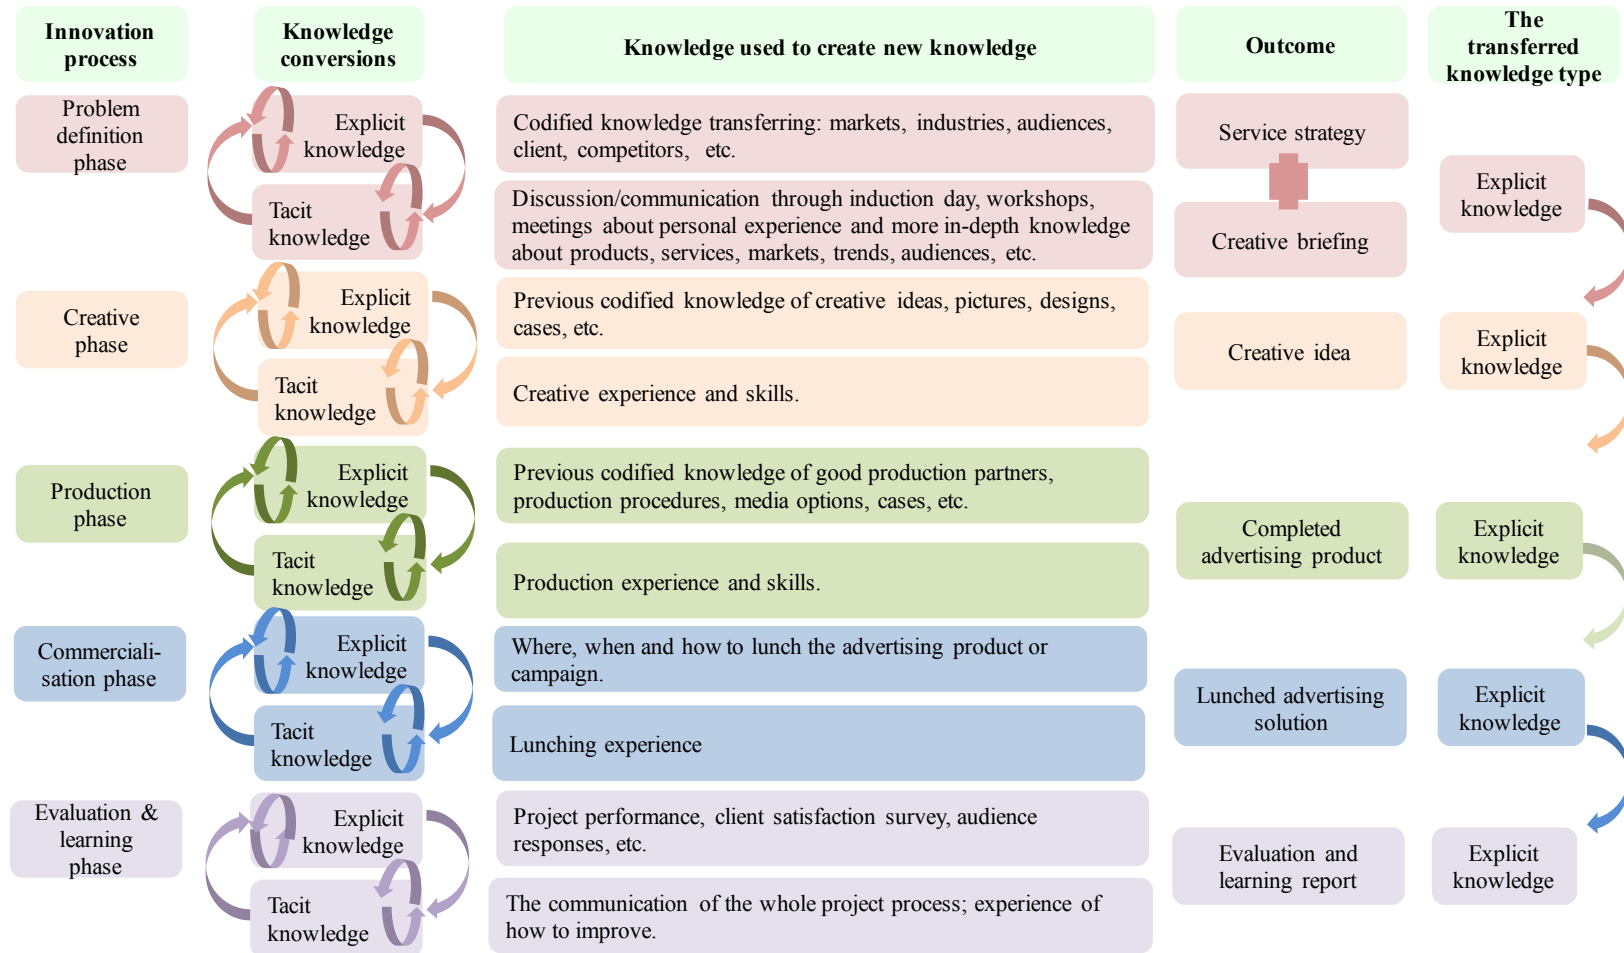 Innovation
process
Knowledge
conversions
Knowledge used to create new knowledge
Outcome
The
transferred
knowledge type
Problem
definition
phase
Explicit
knowledge
Tacit
knowledge
Codified knowledge transferring: markets, industries, audiences,
client, competitors, etc.
Discussion/communication through induction day, workshops,
meetings about personal experience and more in-depth knowledge
about products, services, markets, trends, audiences, etc.
Service strategy
Creative briefing
Explicit
knowledge
Creative
phase
Explicit
knowledge
Tacit
knowledge
Previous codified knowledge of creative ideas, pictures, designs,
cases, etc.
Creative experience and skills.
Creative idea
Explicit
knowledge
Production
phase
Explicit
knowledge
Tacit
knowledge
Previous codified knowledge of good production partners,
production procedures, media options, cases, etc.
Production experience and skills.
Completed
advertising product
Explicit
knowledge
Commerciali-
sation phase
Explicit
knowledge
Tacit
knowledge
Where, when and how to lunch the advertising product or
campaign.
Lunching experience
Lunched advertising
solution
Explicit
knowledge
Evaluation &
learning
phase
Explicit
knowledge
Tacit
knowledge
Project performance, client satisfaction survey, audience
responses, etc.
The communication of the whole project process; experience of
how to improve.
Evaluation and
learning report
Explicit
knowledge